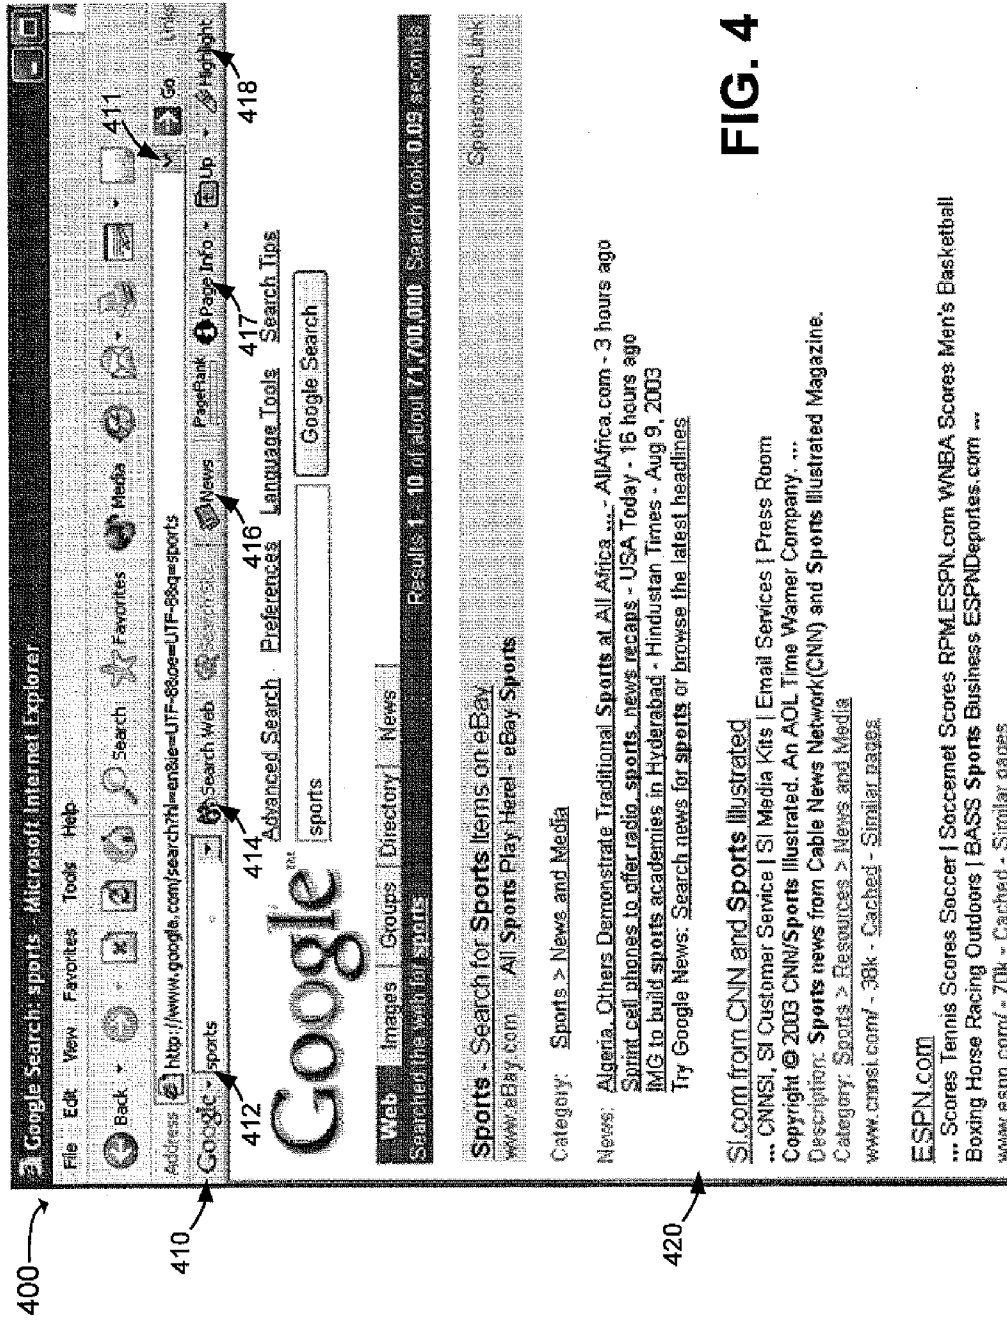 400
Google Search: sports - Microsoft Internet Explorer
File Edit View Favorites Tools Help
Back Search Favorites Media
Address http://www.google.com/search?hl=en&ie=UTF-8&oe=UTF-8&q=sports Go Links
411
410
Google sports Search Web Search Site News PageRank Page Info Up Highlight
412
414
416
417
418
Google™
Advanced Search Preferences Language Tools Search Tips
sports Google Search
Web Images Groups Directory News
Searched the web for sports Results 1 - 10 of about 71,700,000 Search took 0.09 seconds
Sports - Search for Sports Items on eBay Sponsored Link
www.eBay.com All Sports Play Here! - eBay Sports
Category: Sports > News and Media
News: Algeria, Others Demonstrate Traditional Sports at All Africa ... - AllAfrica.com - 3 hours ago
Sprint cell phones to offer radio sports, news recaps - USA Today - 16 hours ago
IMG to build sports academies in Hyderabad - Hindustan Times - Aug 9, 2003
Try Google News: Search news for sports or browse the latest headlines
420
SI.com from CNN and Sports Illustrated
... CNNSI, SI Customer Service | SI Media Kits | Email Services | Press Room
Copyright © 2003 CNN/Sports Illustrated. An AOL Time Warner Company. ...
Description: Sports news from Cable News Network(CNN) and Sports Illustrated Magazine.
Category: Sports > Resources > News and Media
www.cnnsi.com/ - 38k - Cached - Similar pages
ESPN.com
... Scores Tennis Scores Soccer | Soccernet Scores RPM.ESPN.com WNBA Scores Men's Basketball
Boxing Horse Racing Outdoors | BASS Sports Business ESPNDeportes.com ...
www.espn.com/ - 70k - Cached - Similar pages
FIG. 4